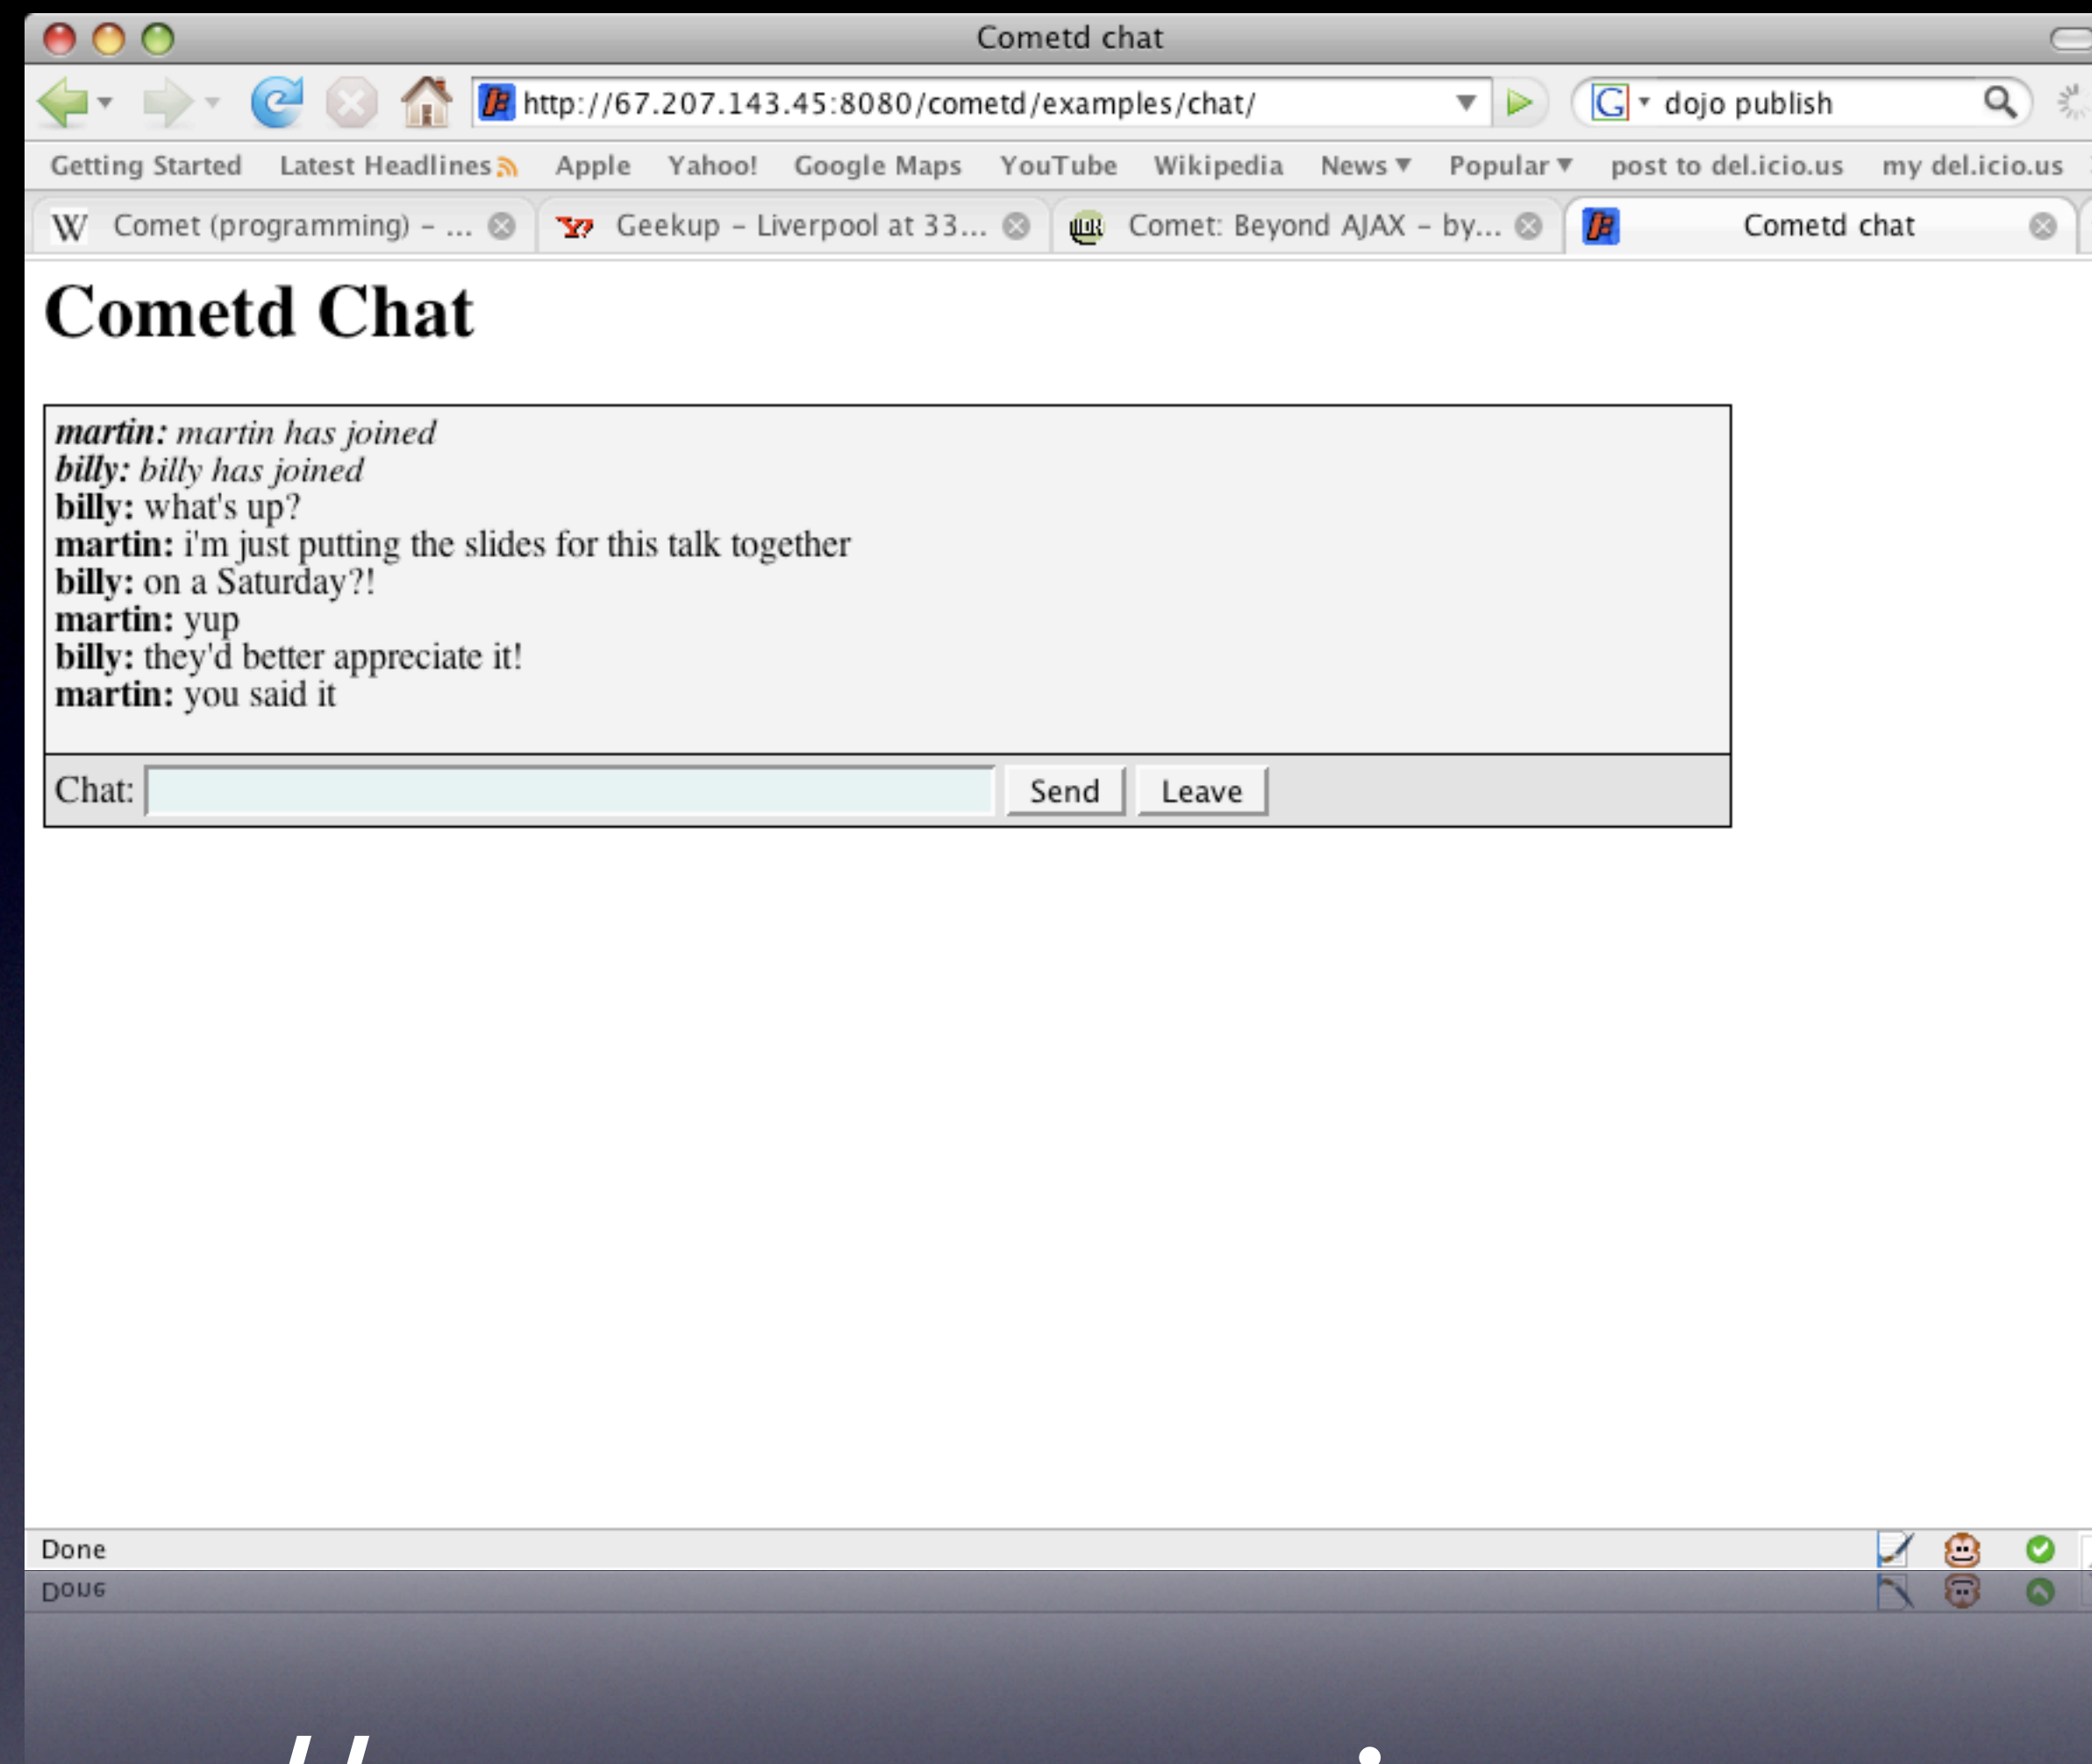 Cometd chat
http://67.207.143.45:8080/cometd/examples/chat/ dojo publish
Getting Started Latest Headlines Apple Yahoo! Google Maps YouTube Wikipedia News Popular post to del.icio.us my del.icio.us
Comet (programming) – ... Geekup – Liverpool at 33... Comet: Beyond AJAX – by... Cometd chat
Cometd Chat
martin: martin has joined
billy: billy has joined
billy: what's up?
martin: i'm just putting the slides for this talk together
billy: on a Saturday?!
martin: yup
billy: they'd better appreciate it!
martin: you said it
Chat: Send Leave
Done